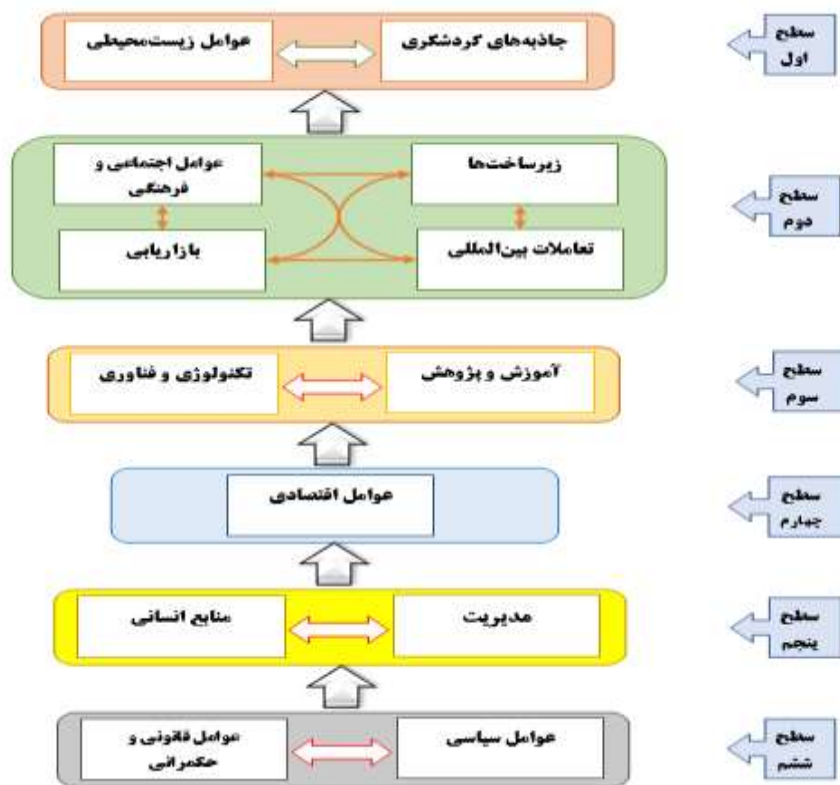 جاذبه‌های گردشگری
عوامل زیست‌محیطی
سطح
اول
زیرساخت‌ها
عوامل اجتماعی و
فرهنگی
تعاملات بین‌المللی
بازاریابی
سطح
دوم
آموزش و پژوهش
تکنولوژی و فناوری
سطح
سوم
عوامل اقتصادی
سطح
چهارم
مدیریت
منابع انسانی
سطح
پنجم
عوامل سیاسی
عوامل قانونی و
حکمرانی
سطح
ششم